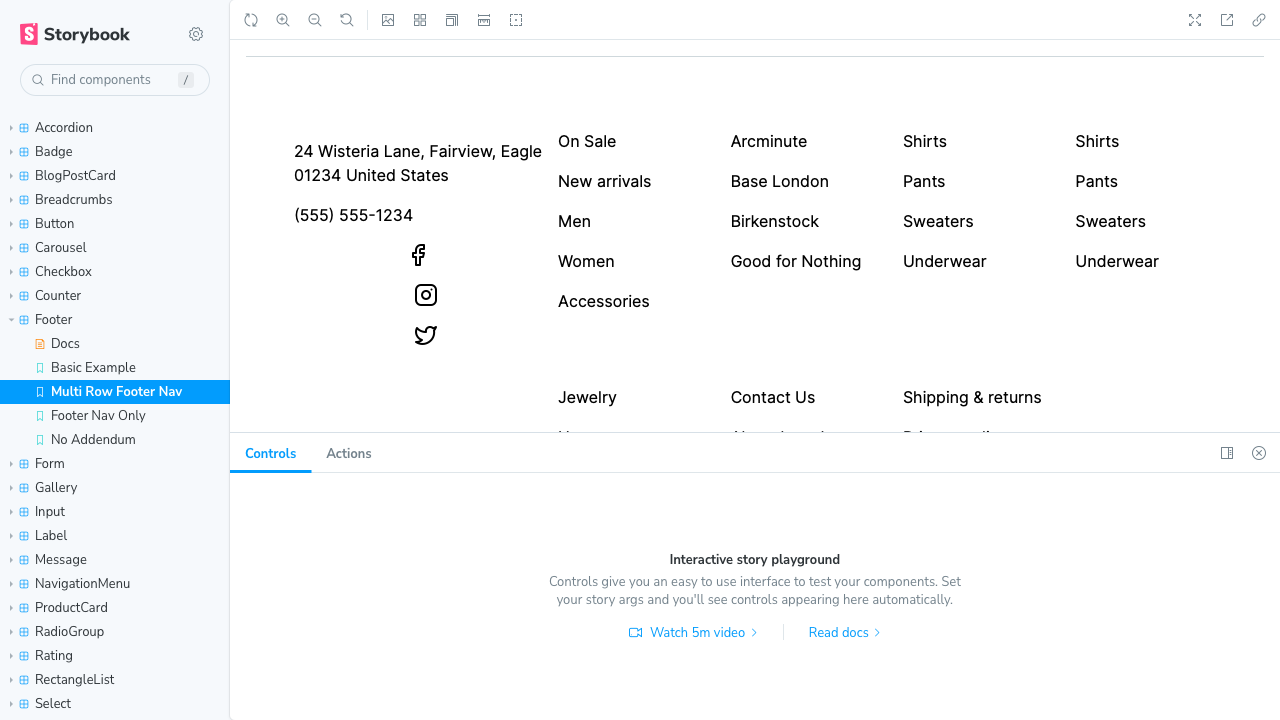 Storybook
Find components
/
Accordion
Badge
BlogPostCard
Breadcrumbs
Button
Carousel
Checkbox
Counter
Footer
Docs
Basic Example
Multi Row Footer Nav
Footer Nav Only
No Addendum
Form
Gallery
Input
Label
Message
NavigationMenu
ProductCard
RadioGroup
Rating
RectangleList
Select
24 Wisteria Lane, Fairview, Eagle
01234 United States
(555) 555-1234
On Sale
New arrivals
Men
Women
Accessories
Arcminute
Base London
Birkenstock
Good for Nothing
Shirts
Pants
Sweaters
Underwear
Shirts
Pants
Sweaters
Underwear
Jewelry
Contact Us
Shipping & returns
Controls
Actions
Interactive story playground
Controls give you an easy to use interface to test your components. Set
your story args and you'll see controls appearing here automatically.
Watch 5m video
Read docs